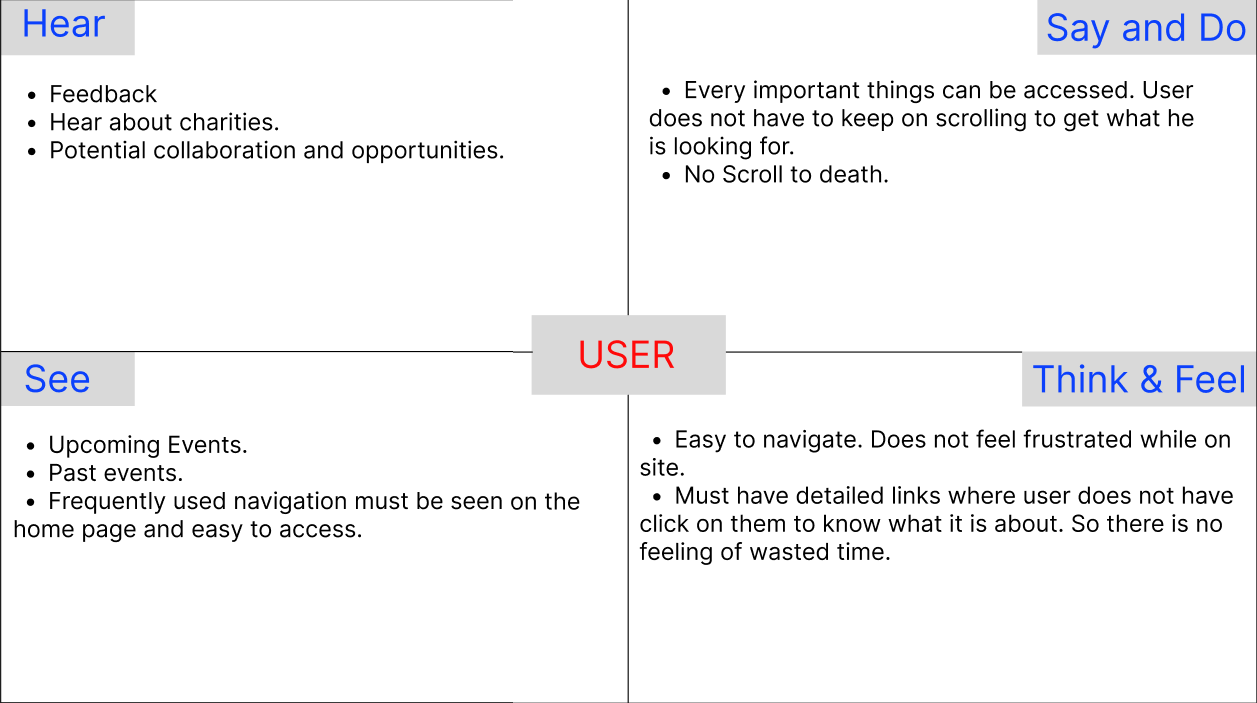 Hear
• Feedback
• Hear about charities.
• Potential collaboration and opportunities.
Say and Do
• Every important things can be accessed. User
does not have to keep on scrolling to get what he
is looking for.
• No Scroll to death.
USER
See
• Upcoming Events.
• Past events.
• Frequently used navigation must be seen on the
home page and easy to access.
Think & Feel
• Easy to navigate. Does not feel frustrated while on
site.
• Must have detailed links where user does not have
click on them to know what it is about. So there is no
feeling of wasted time.